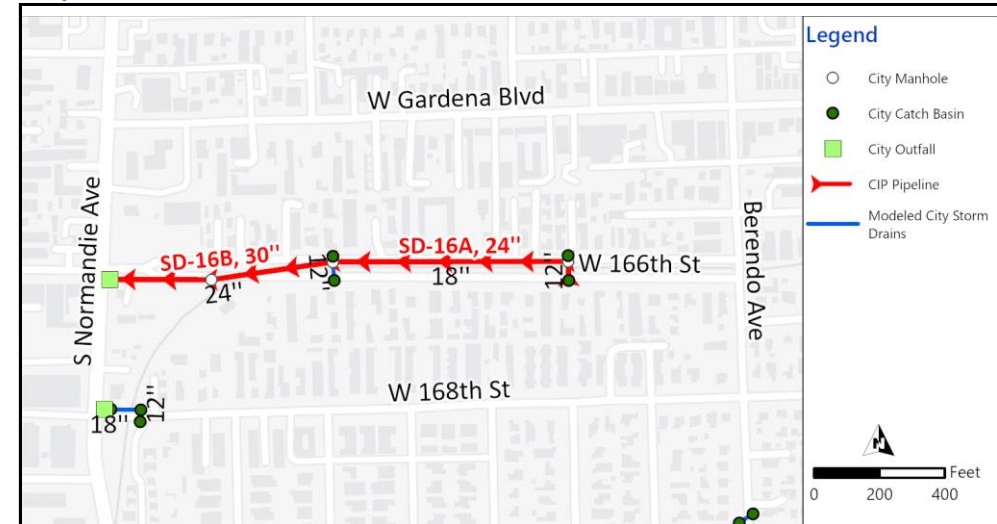 W Gardena Blvd
S Normandie Ave
Berendo Ave
SD-16B, 30"
SD-16A, 24"
W 166th St
12"
12"
18"
24"
W 168th St
12"
18"
Legend
City Manhole
City Catch Basin
City Outfall
CIP Pipeline
Modeled City Storm
Drains
N
Feet
0 200 400